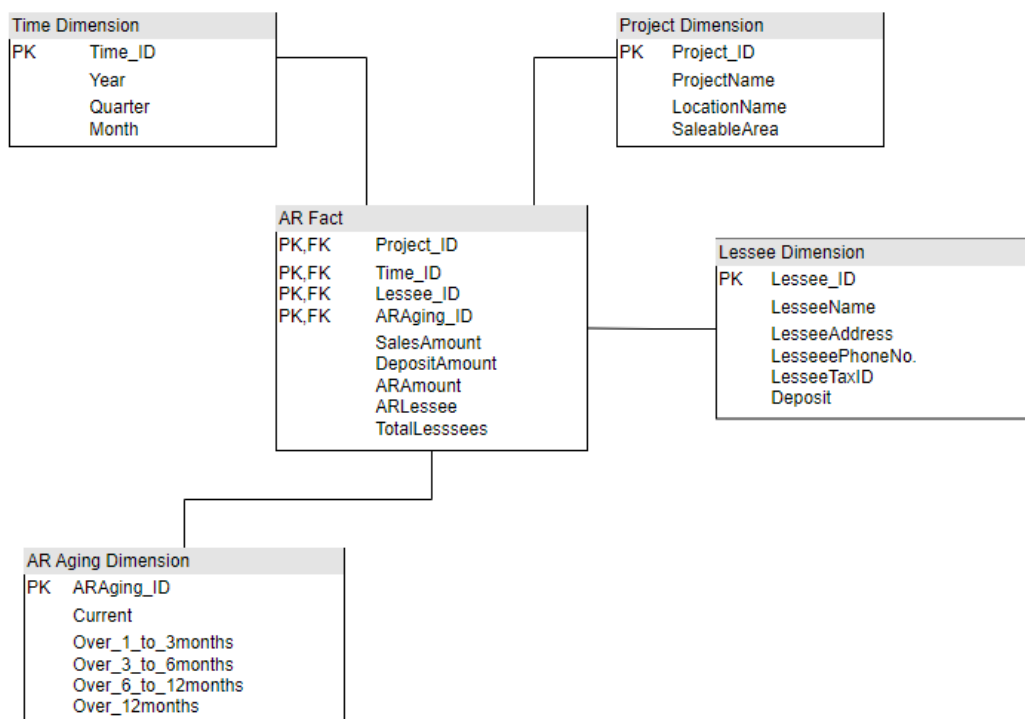 Time Dimension
PK Time_ID
Year
Quarter
Month
Project Dimension
PK Project_ID
ProjectName
LocationName
SaleableArea
AR Fact
PK,FK Project_ID
PK,FK Time_ID
PK,FK Lessee_ID
PK,FK ARAging_ID
SalesAmount
DepositAmount
ARAmount
ARLessee
TotalLesssees
Lessee Dimension
PK Lessee_ID
LesseeName
LesseeAddress
LesseeePhoneNo.
LesseeTaxID
Deposit
AR Aging Dimension
PK ARAging_ID
Current
Over_1_to_3months
Over_3_to_6months
Over_6_to_12months
Over_12months